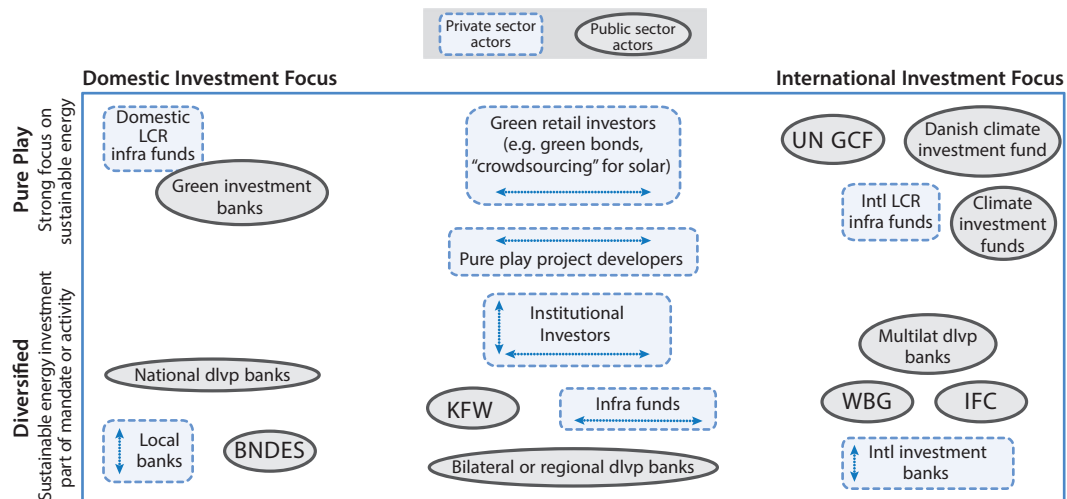 Private sector
actors
Public sector
actors
Domestic Investment Focus
International Investment Focus
Pure Play
Strong focus on
sustainable energy
Domestic
LCR
infra funds
Green investment
banks
Green retail investors
(e.g. green bonds,
“crowdsourcing” for solar)
Pure play project developers
UN GCF
Danish climate
investment fund
Intl LCR
infra funds
Climate
investment
funds
Diversified
Sustainable energy investment
part of mandate or activity
Institutional
Investors
Multilat dlvp
banks
National dlvp banks
KFW
Infra funds
WBG
IFC
Local
banks
BNDES
Bilateral or regional dlvp banks
Intl investment
banks